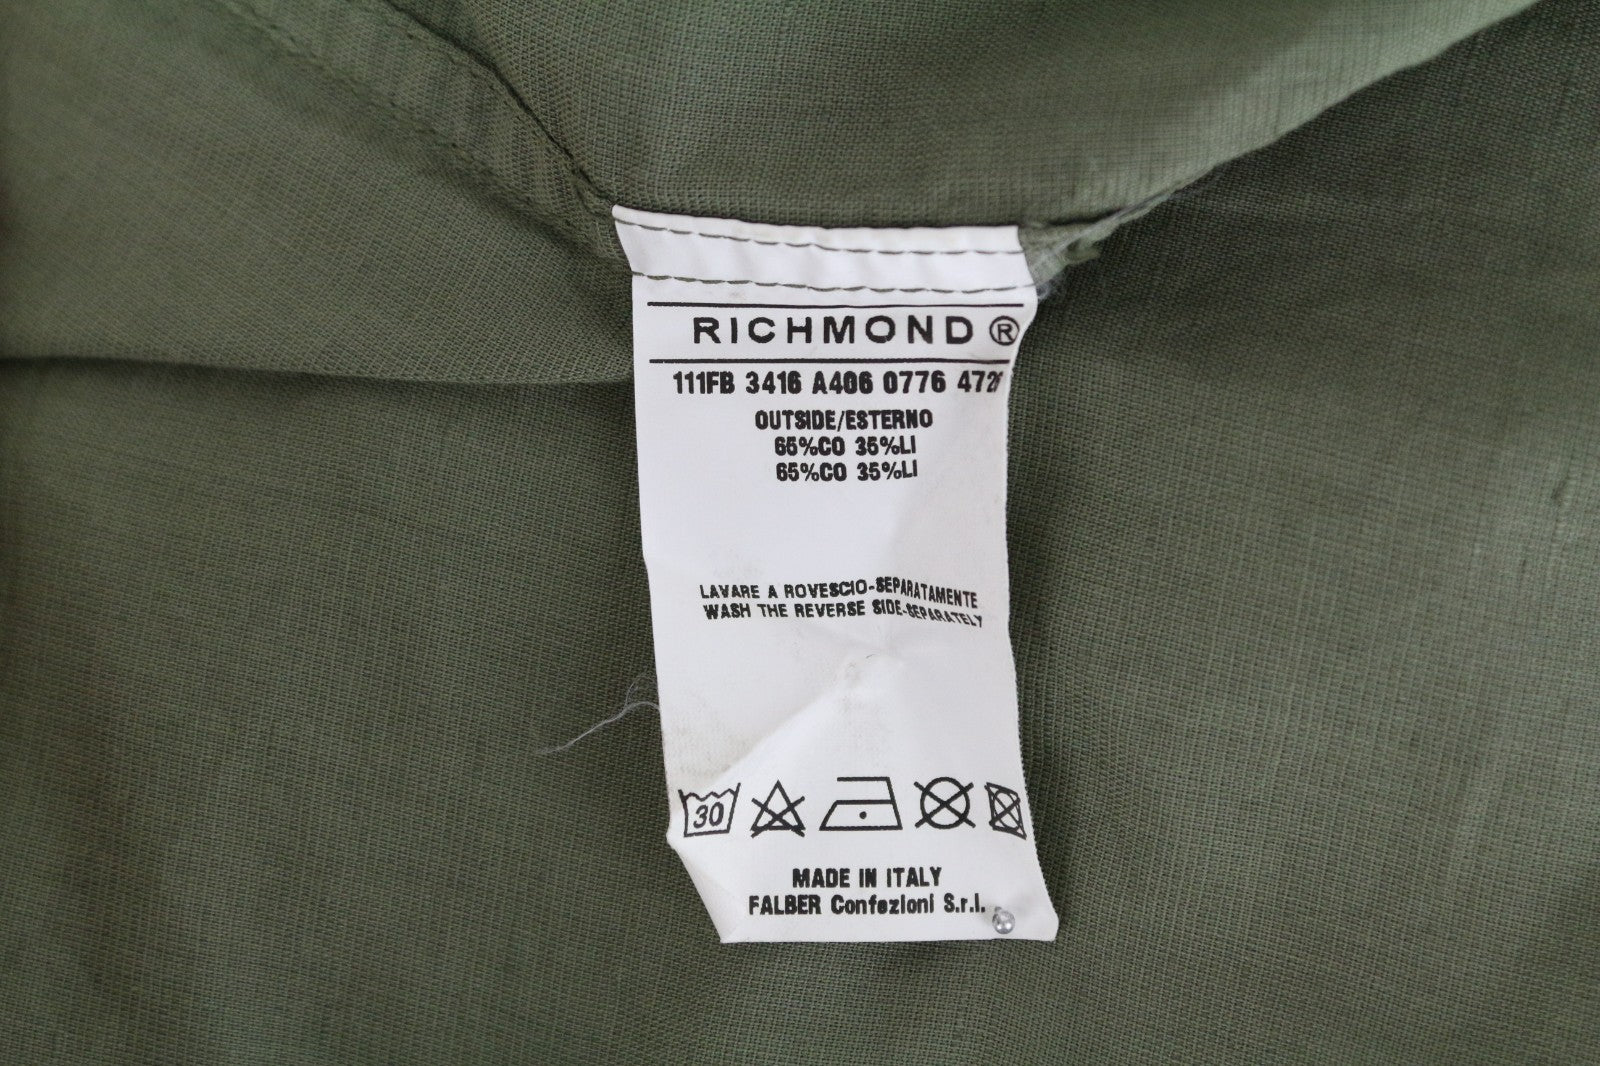 RICHMOND ®
111FB 3416 A406 0776
OUTSIDE/ESTERNO
65%CO 35%LI
65%CO 35%LI
LAVARE A ROVESCIO-SEPARATAMENTE
WASH THE REVERSE SIDE-SEPARATELY
30
MADE IN ITALY
FALBER Confezioni S.r.l.